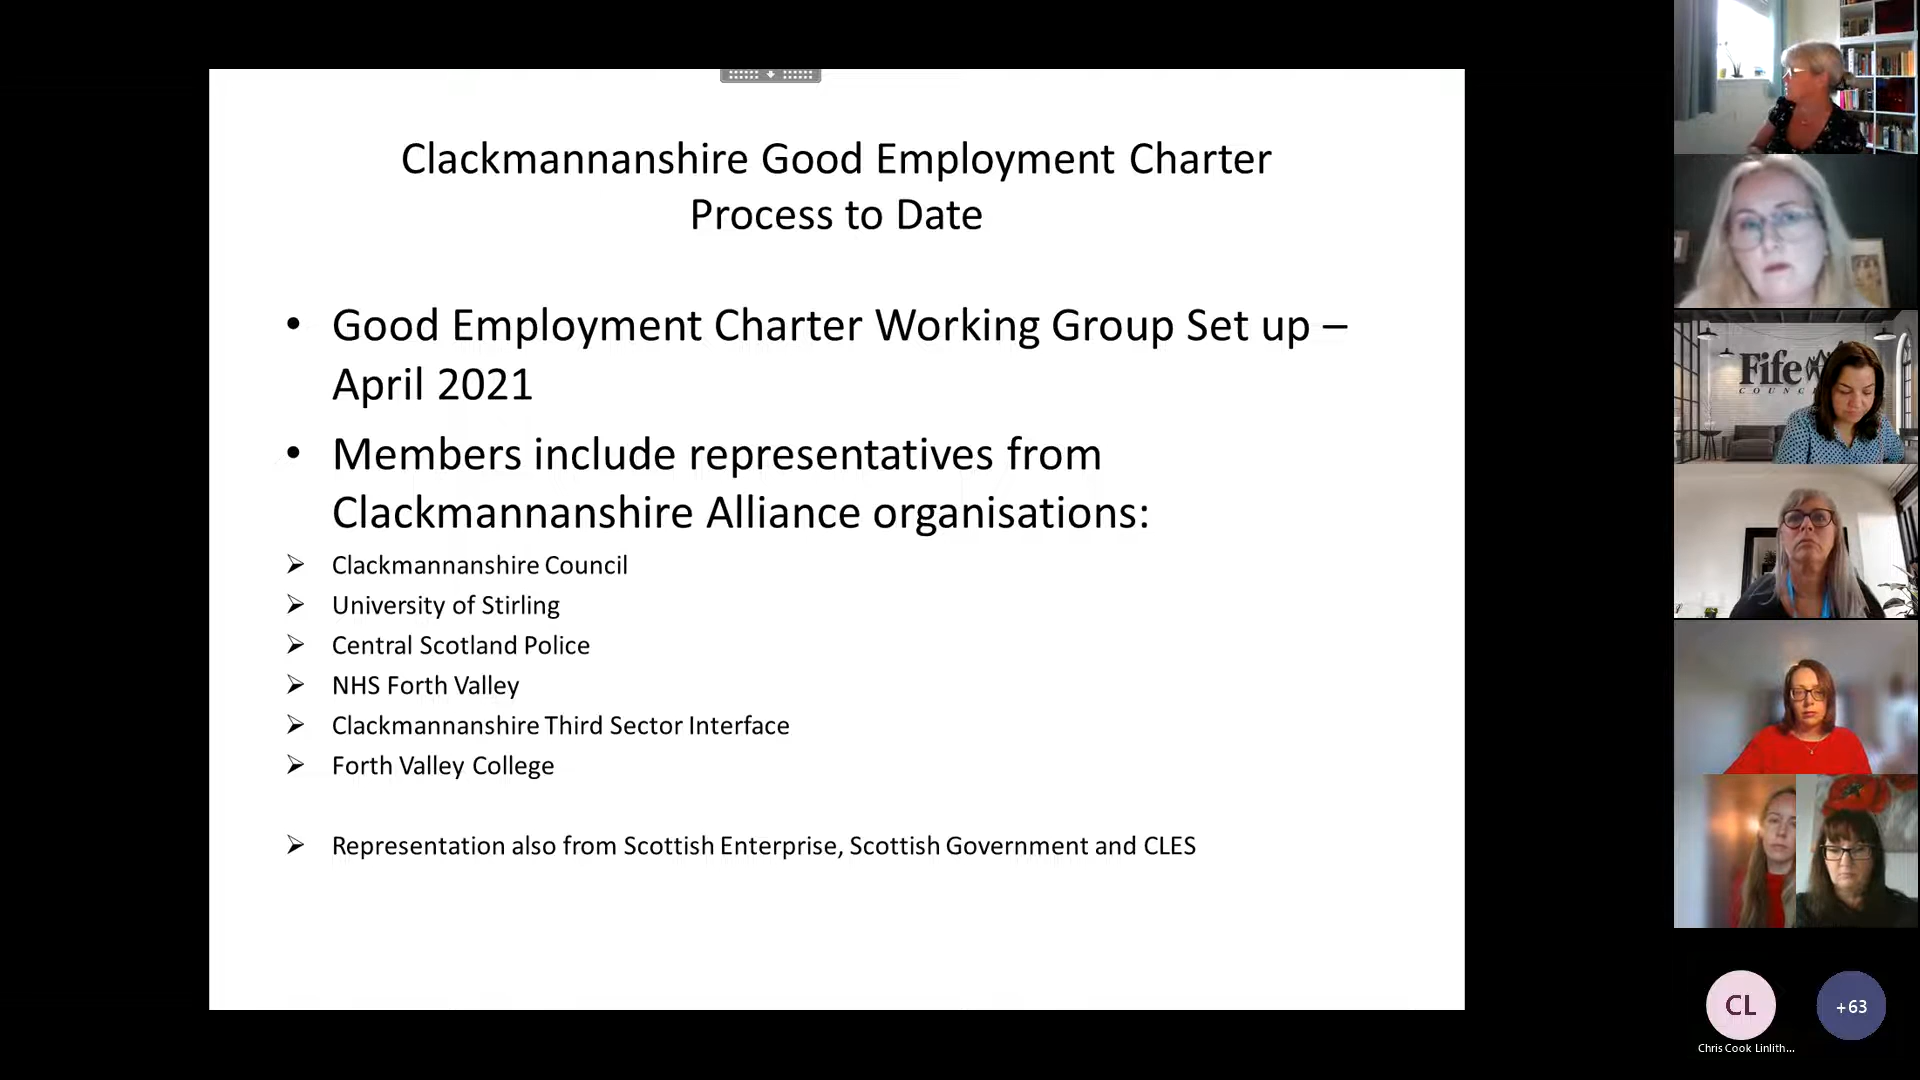 Clackmannanshire Good Employment Charter
Process to Date
• Good Employment Charter Working Group Set up –
April 2021
• Members include representatives from
Clackmannanshire Alliance organisations:
➢ Clackmannanshire Council
➢ University of Stirling
➢ Central Scotland Police
➢ NHS Forth Valley
➢ Clackmannanshire Third Sector Interface
➢ Forth Valley College
➢ Representation also from Scottish Enterprise, Scottish Government and CLES
Fife
CL
+63
Chris Cook Linlith...